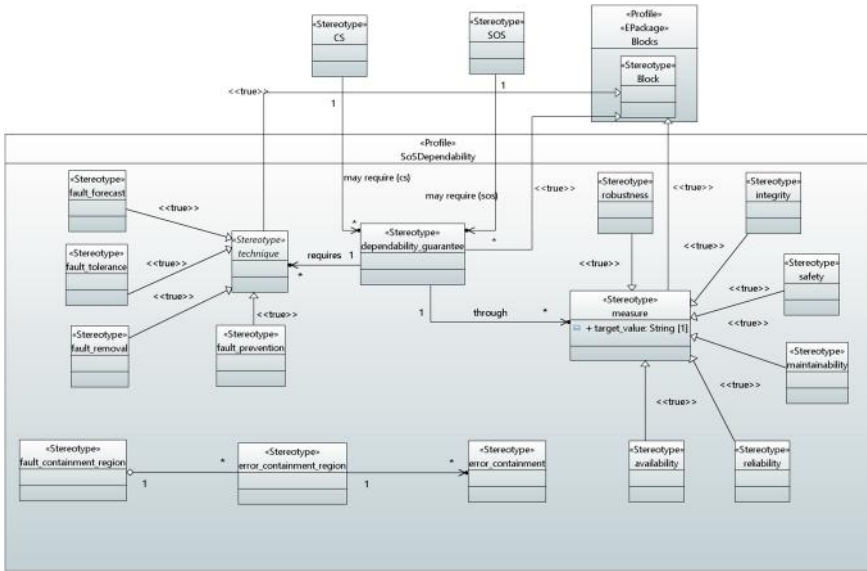 «Stereotype»
CS
«Stereotype»
SOS
«Profile»
«EPackage»
Blocks
«Stereotype»
Block
<<true>>
1
1
«Profile»
SoSDependability
«Stereotype»
fault_forecast
<<true>>
may require (cs)
may require (sos)
<<true>>
«Stereotype»
robustness
<<true>>
«Stereotype»
integrity
«Stereotype»
technique
*
«Stereotype»
dependability_guarantee
*
*
requires
1
<<true>>
<<true>>
«Stereotype»
fault_tolerance
<<true>>
«Stereotype»
safety
<<true>>
1
through
*
«Stereotype»
measure
+ target_value: String [1]
<<true>>
«Stereotype»
fault_removal
<<true>>
<<true>>
«Stereotype»
fault_prevention
«Stereotype»
maintainability
<<true>>
<<true>>
<<true>>
«Stereotype»
fault_containment_region
1
*
«Stereotype»
error_containment_region
1
*
«Stereotype»
error_containment
«Stereotype»
availability
«Stereotype»
reliability